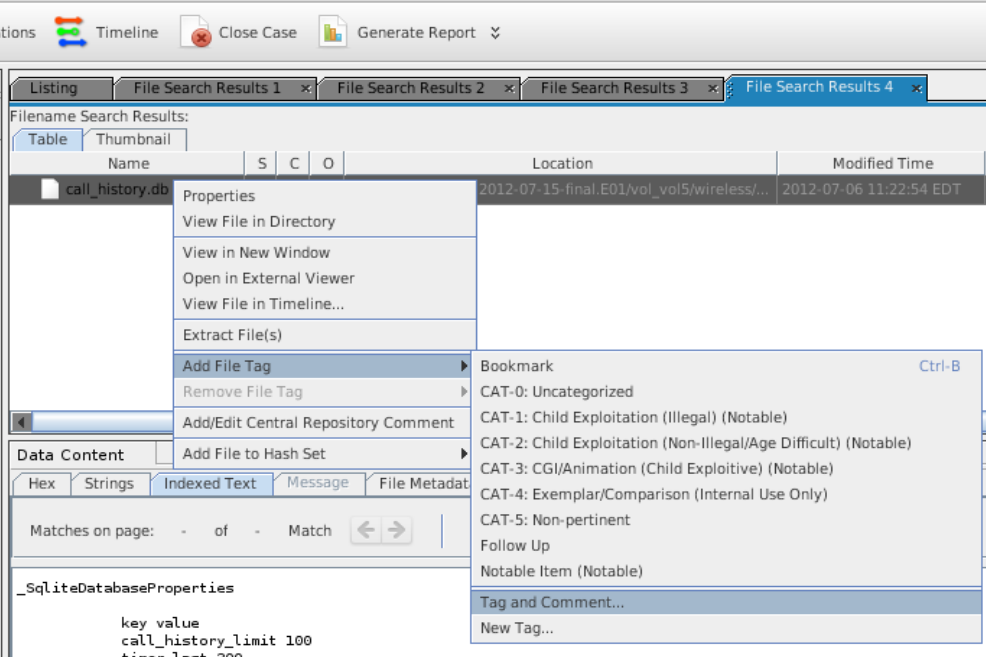 Timeline Close Case Generate Report
Listing File Search Results 1 × File Search Results 2 × File Search Results 3 × File Search Results 4 ×
Filename Search Results:
Table Thumbnail
Name S C O Location Modified Time
call_history.db 2012-07-15-final.E01/vol_vol5/wireless/... 2012-07-06 11:22:54 EDT
Properties
View File in Directory
View in New Window
Open in External Viewer
View File in Timeline...
Extract File(s)
Add File Tag
Remove File Tag
Add/Edit Central Repository Comment
Add File to Hash Set
Bookmark Ctrl-B
CAT-0: Uncategorized
CAT-1: Child Exploitation (Illegal) (Notable)
CAT-2: Child Exploitation (Non-Illegal/Age Difficult) (Notable)
CAT-3: CGI/Animation (Child Exploitive) (Notable)
CAT-4: Exemplar/Comparison (Internal Use Only)
CAT-5: Non-pertinent
Follow Up
Notable Item (Notable)
Tag and Comment...
New Tag...
Data Content
Hex Strings Indexed Text Message File Metadat
Matches on page: - of - Match
_SqliteDatabaseProperties
key value
call_history_limit 100